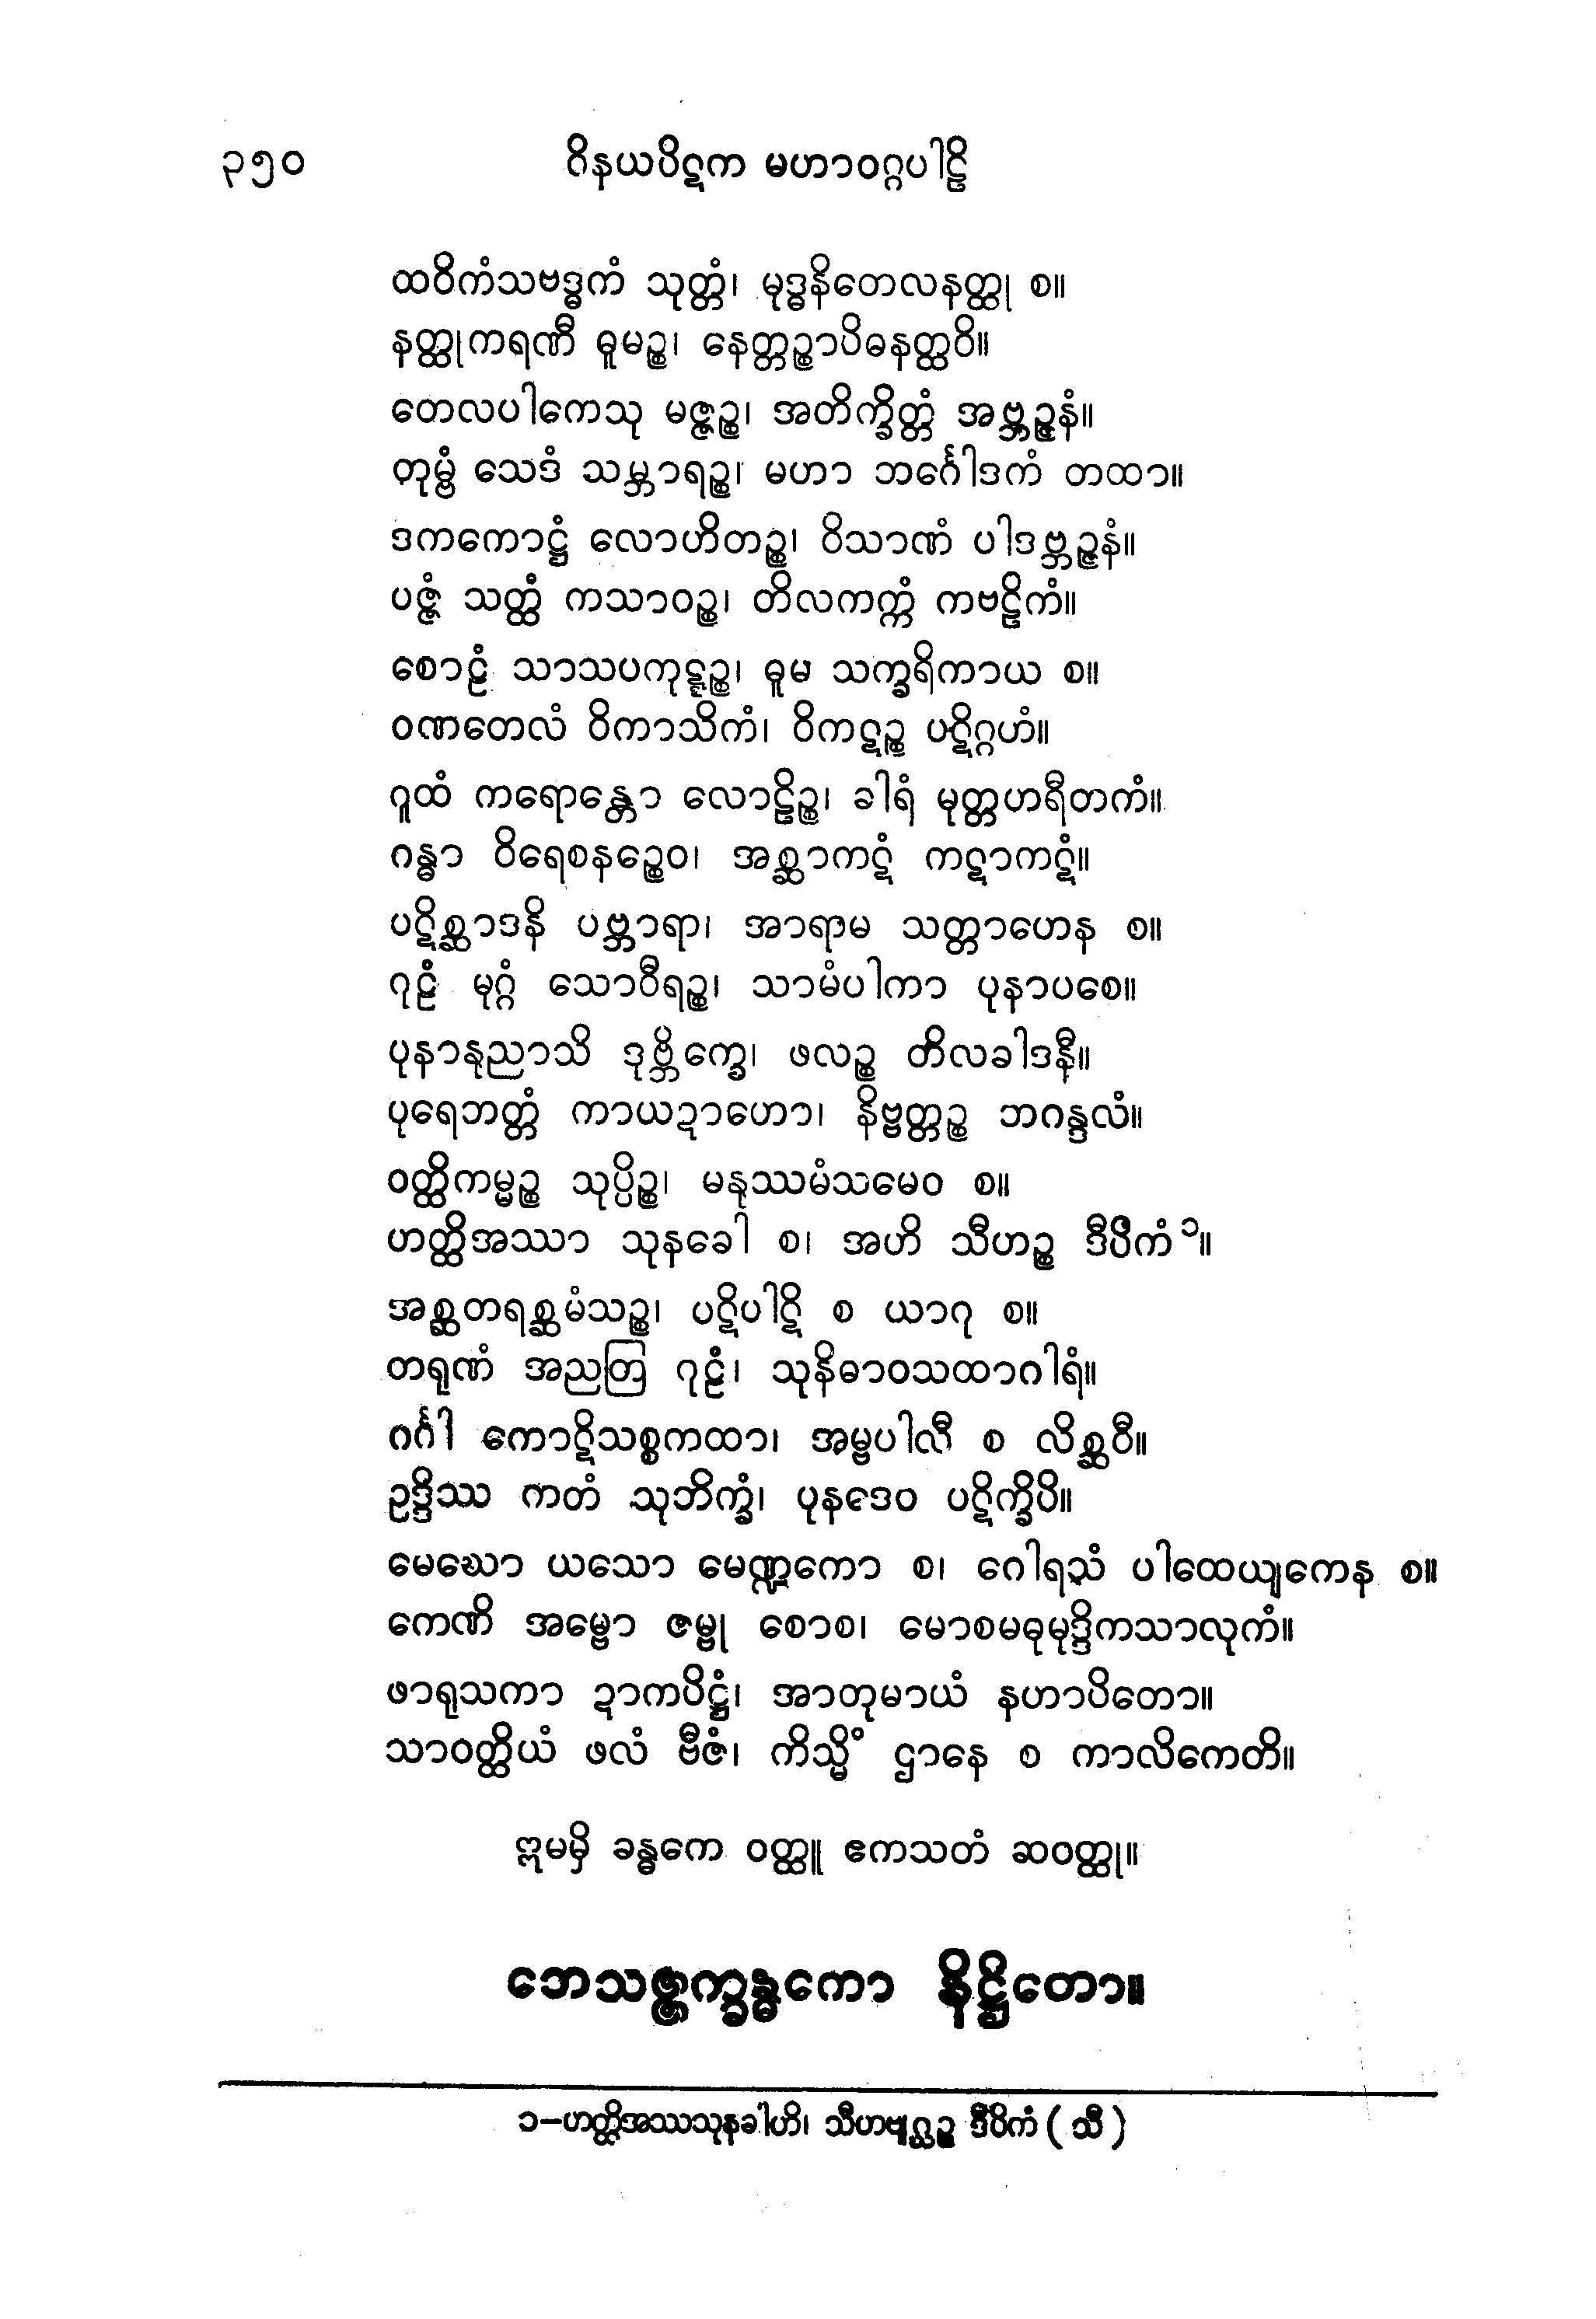 ၃၅၀ ဝိနယပိဋက မဟာဝဂ္ဂပါဠိ
ထဝိကံသဗဒ္ဓကံ သုတ္တံ၊ မုဒ္ဓနိတေလနတ္ထု စ။
နတ္ထုကရဏီ ဓူမဉ္စ၊ နေတ္တဉ္စာပိဓနတ္ထဝိ။
တေလပါကေသု မဇ္ဇဉ္စ၊ အတိက္ခိတ္တံ အဗ္ဘဉ္ဇနံ။
တုမ္ဗံ သေဒံ သမ္ဘာရဉ္စ၊ မဟာ ဘင်္ဂေါဒကံ တထာ။
ဒကကောဋ္ဌံ လောဟိတဉ္စ၊ ဝိသာဏံ ပါဒဗ္ဘဉ္ဇနံ။
ပဇ္ဇံ သတ္ထံ ကသာဝဉ္စ၊ တိလကက္ကံ ကဗဠိကံ။
စောဠံ သာသပကုဋ္ဋဉ္စ၊ ဓူမ သက္ခရိကာယ စ။
ဝဏတေလံ ဝိကာသိကံ၊ ဝိကဋဉ္စ ပဋိဂ္ဂဟံ။
ဂူထံ ကရောန္တော လောဠိဉ္စ၊ ခါရံ မုတ္တဟရီတကံ။
ဂန္ဓာ ဝိရေစနဉ္စေဝ၊ အစ္ဆာကဋံ ကဋာကဋံ။
ပဋိစ္ဆာဒနိ ပဗ္ဘာရာ၊ အာရာမ သတ္တာဟေန စ။
ဂုဠံ မုဂ္ဂံ သောဝီရဉ္စ၊ သာမံပါကာ ပုနာပစေ။
ပုနာနုညာသိ ဒုဗ္ဘိက္ခေ၊ ဖလဉ္စ တိလခါဒနီ။
ပုရေဘတ္တံ ကာယဍာဟော၊ နိဗ္ဗတ္တဉ္စ ဘဂန္ဒလံ။
ဝတ္ထိကမ္မဉ္စ သုပ္ပိဉ္စ၊ မနုဿမံသမေဝ စ။
ဟတ္ထိအဿာ သုနခေါ စ၊ အဟိ သီဟဉ္စ ဒီပိကံ ၁။
အစ္ဆတရစ္ဆမံသဉ္စ၊ ပဋိပါဋိ စ ယာဂု စ။
တရုဏံ အညတြ ဂုဠံ၊ သုနိဓာဝသထာဂါရံ။
ဂင်္ဂါ ကောဋိသစ္စကထာ၊ အမ္ဗပါလီ စ လိစ္ဆဝီ။
ဥဒ္ဒိဿ ကတံ သုဘိက္ခံ၊ ပုနဒေဝ ပဋိက္ခိပိ။
မေဃော ယသော မေဏ္ဍကော စ၊ ဂေါရသံ ပါထေယျကေန စ။
ကေဏိ အမ္ဗော ဇမ္ဗု စောစ၊ မောစမဓုမုဒ္ဒိကသာလုကံ။
ဖာရုသကာ ဍာကပိဋ္ဌံ၊ အာတုမာယံ နဟာပိတော။
သာဝတ္ထိယံ ဖလံ ဗီဇံ၊ ကိသ္မိံ ဌာနေ စ ကာလိကေတိ။
ဣမမှိ ခန္ဓကေ ဝတ္ထူ ဧကသတံ ဆဝတ္ထု။
ဘေသဇ္ဇက္ခန္ဓကော နိဋ္ဌိတော။
၁–ဟတ္ထိအဿသုနခါဟိ၊ သီဟဗျဂ္ဃဉ္စ ဒီပိကံ (သီ)